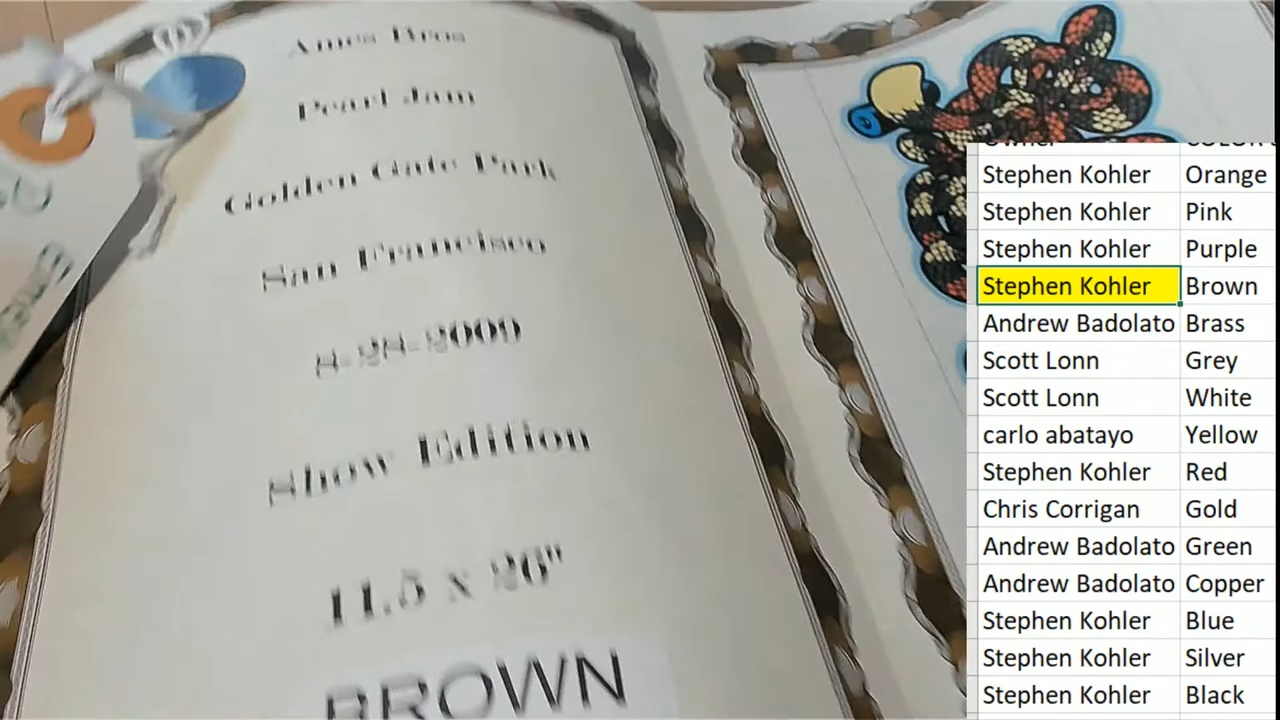 Ames Bros
Pearl Jam
Golden Gate Park
San Francisco
8-28-2009
Show Edition
11.5 x 26"
BROWN
Owner COLOR
Stephen Kohler Orange
Stephen Kohler Pink
Stephen Kohler Purple
Stephen Kohler Brown
Andrew Badolato Brass
Scott Lonn Grey
Scott Lonn White
carlo abatayo Yellow
Stephen Kohler Red
Chris Corrigan Gold
Andrew Badolato Green
Andrew Badolato Copper
Stephen Kohler Blue
Stephen Kohler Silver
Stephen Kohler Black